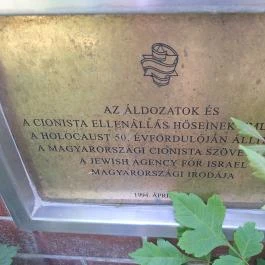 AZ ÁLDOZATOK ÉS
A CIONISTA ELLENÁLLÁS HŐSEINEK
A HOLOCAUST 50. ÉVFORDULÓJÁN
A MAGYARORSZÁGI CIONISTA
A JEWISH AGENCY FOR ISRAEL
MAGYARORSZÁGI IRODÁJA
1994.